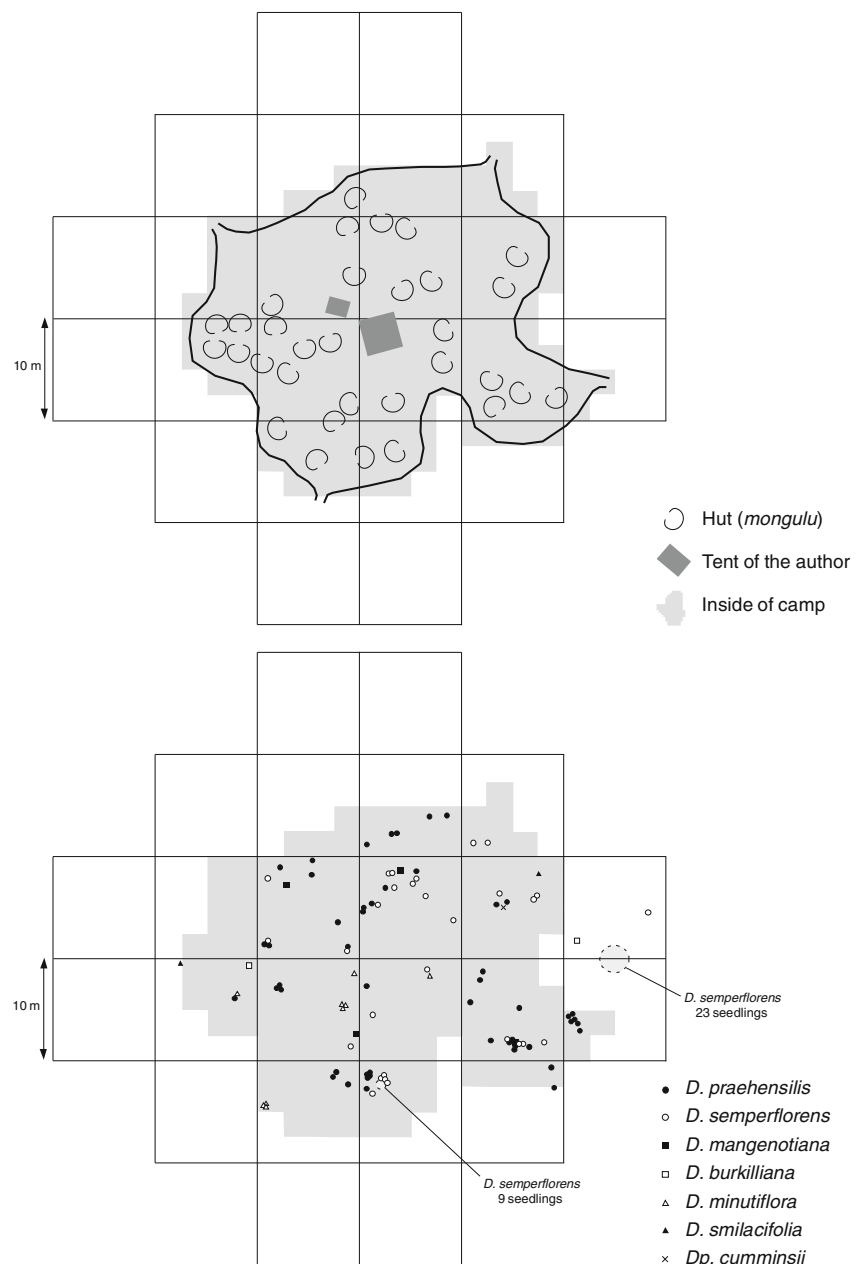 10 m
Hut (mongulu)
Tent of the author
Inside of camp
10 m
D. semperflorens
23 seedlings
D. semperflorens
9 seedlings
D. praehensilis
D. semperflorens
D. mangenotiana
D. burkilliana
D. minutiflora
D. smilacifolia
Dp. cumminsii